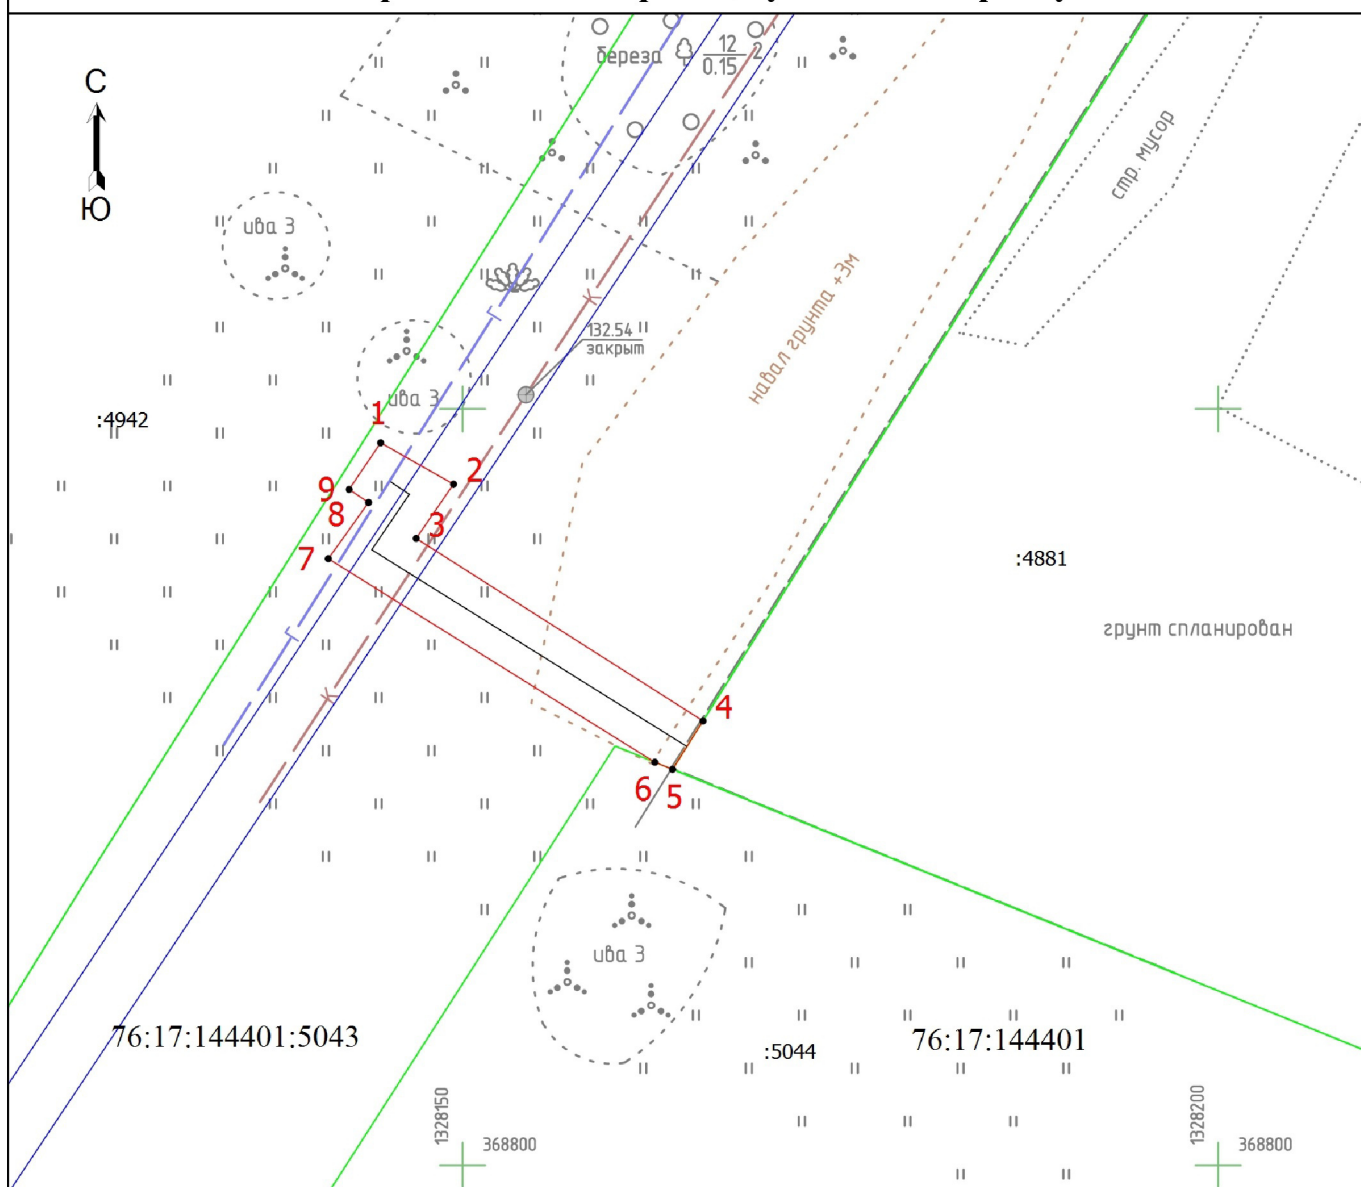 береза 12 2
0.15
С
Ю
стр. мусор
ива 3
навал грунта +3м
132.54
закрыт
Г
К
ива 3
:4942
1
2
9
8
3
7
:4881
грунт спланирован
Г
К
4
6
5
ива 3
76:17:144401:5043
:5044
76:17:144401
1328150
368800
1328200
368800